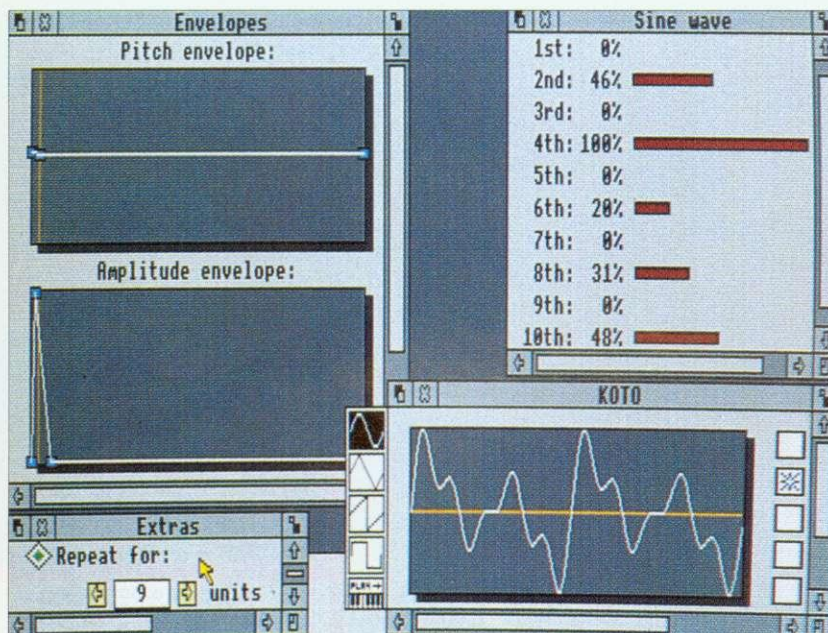 Envelopes
Pitch envelope:
Amplitude envelope:
Sine wave
1st: 0%
2nd: 46%
3rd: 0%
4th: 100%
5th: 0%
6th: 20%
7th: 0%
8th: 31%
9th: 0%
10th: 48%
KOTO
PLAY
Extras
Repeat for:
9 units